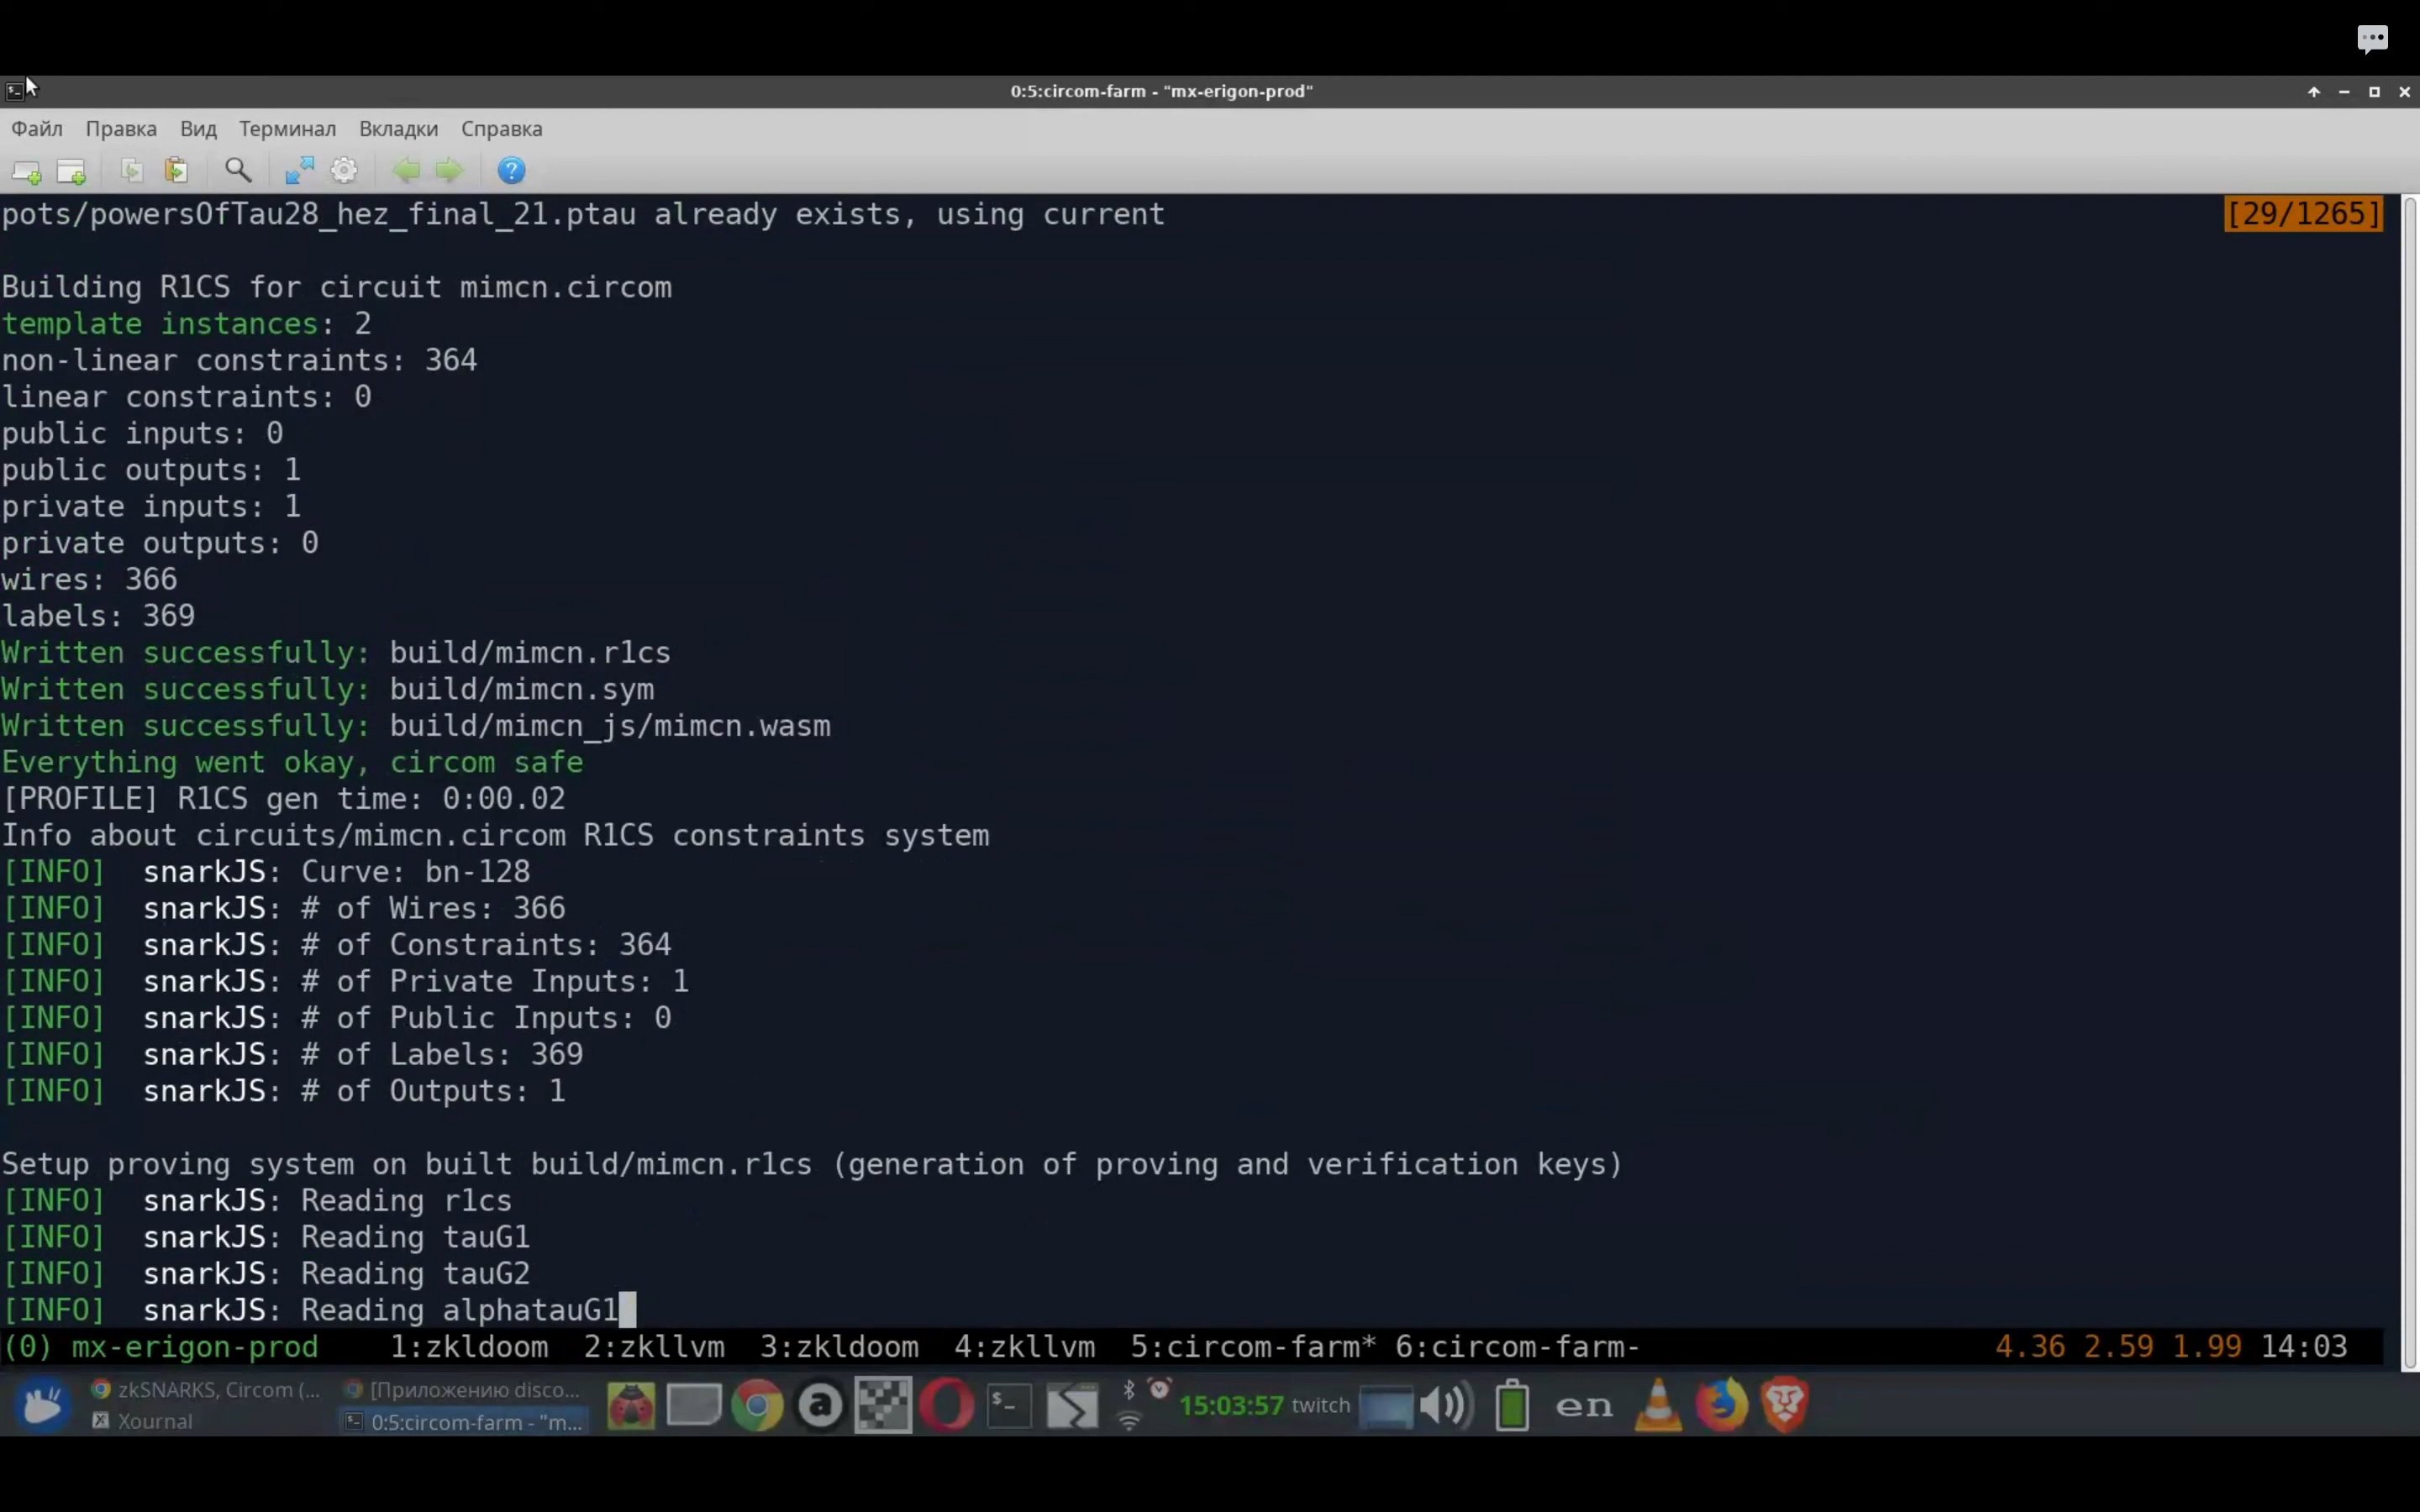 0:5:circom-farm - "mx-erigon-prod"
Файл Правка Вид Терминал Вкладки Справка
pots/powersOfTau28_hez_final_21.ptau already exists, using current [29/1265]
Building R1CS for circuit mimcn.circom
template instances: 2
non-linear constraints: 364
linear constraints: 0
public inputs: 0
public outputs: 1
private inputs: 1
private outputs: 0
wires: 366
labels: 369
Written successfully: build/mimcn.r1cs
Written successfully: build/mimcn.sym
Written successfully: build/mimcn_js/mimcn.wasm
Everything went okay, circom safe
[PROFILE] R1CS gen time: 0:00.02
Info about circuits/mimcn.circom R1CS constraints system
[INFO]  snarkJS: Curve: bn-128
[INFO]  snarkJS: # of Wires: 366
[INFO]  snarkJS: # of Constraints: 364
[INFO]  snarkJS: # of Private Inputs: 1
[INFO]  snarkJS: # of Public Inputs: 0
[INFO]  snarkJS: # of Labels: 369
[INFO]  snarkJS: # of Outputs: 1
Setup proving system on built build/mimcn.r1cs (generation of proving and verification keys)
[INFO]  snarkJS: Reading r1cs
[INFO]  snarkJS: Reading tauG1
[INFO]  snarkJS: Reading tauG2
[INFO]  snarkJS: Reading alphatauG1
(0) mx-erigon-prod 1:zkldoom 2:zkllvm 3:zkldoom 4:zkllvm 5:circom-farm* 6:circom-farm- 4.36 2.59 1.99 14:03
zkSNARKS, Circom (... [Приложению disco...
Xournal 0:5:circom-farm - "m...
15:03:57 twitch en